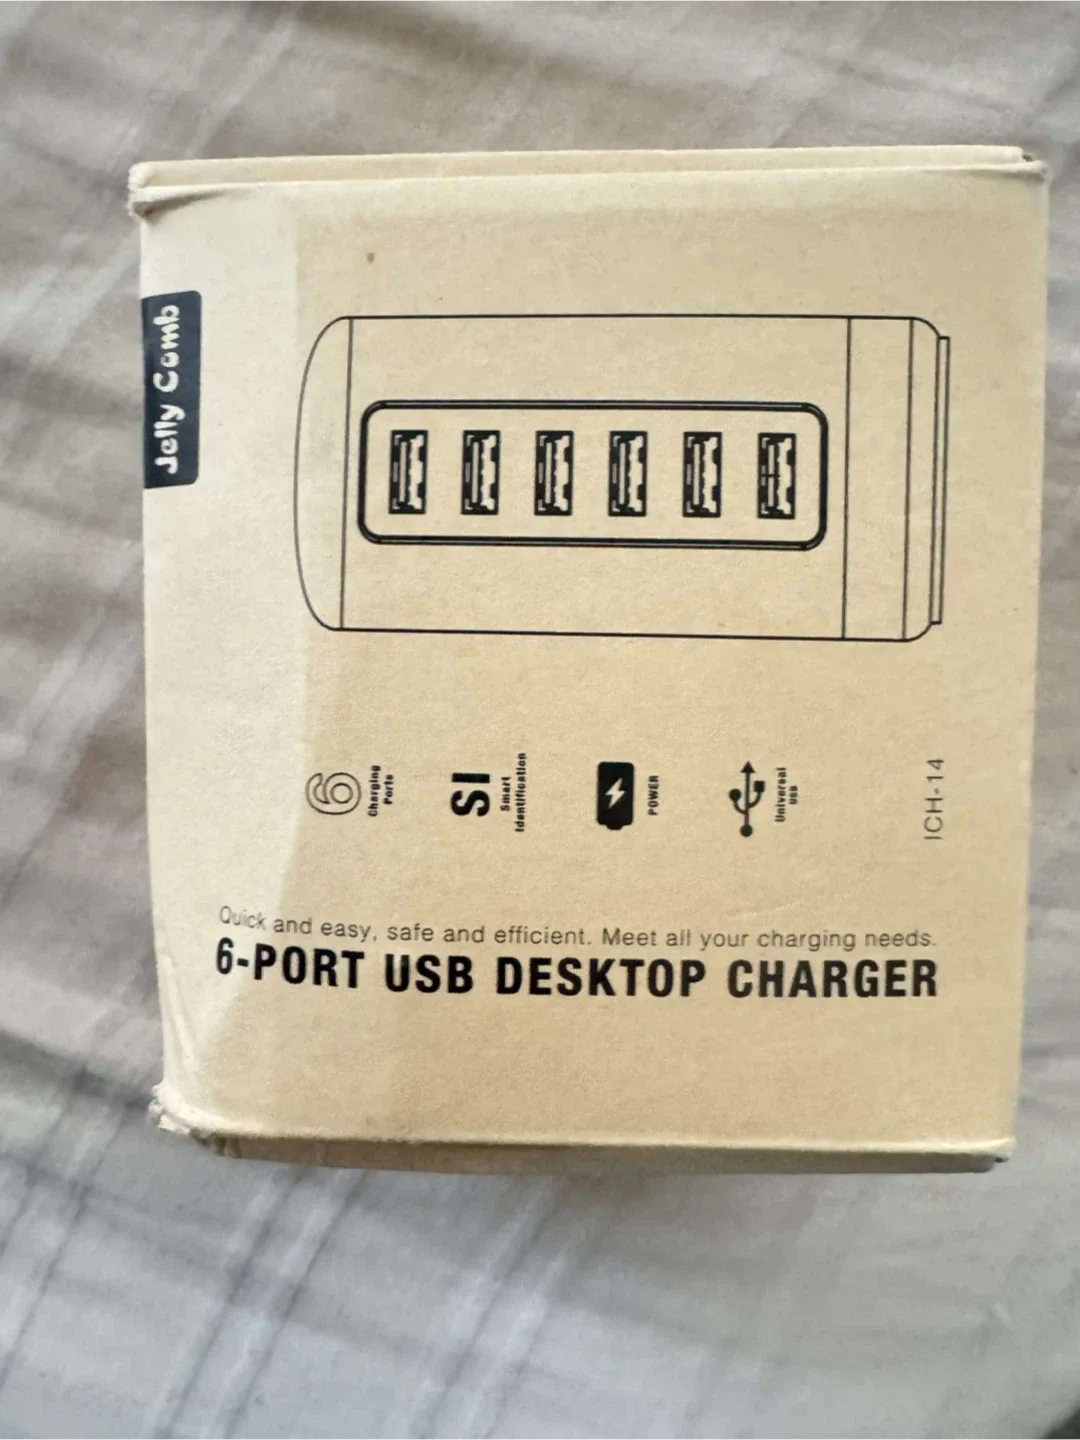 Jelly Comb
6
Charging
Ports
SI
Smart
Identification
POWER
Universal
USB
ICH-14
Quick and easy, safe and efficient. Meet all your charging needs.
6-PORT USB DESKTOP CHARGER